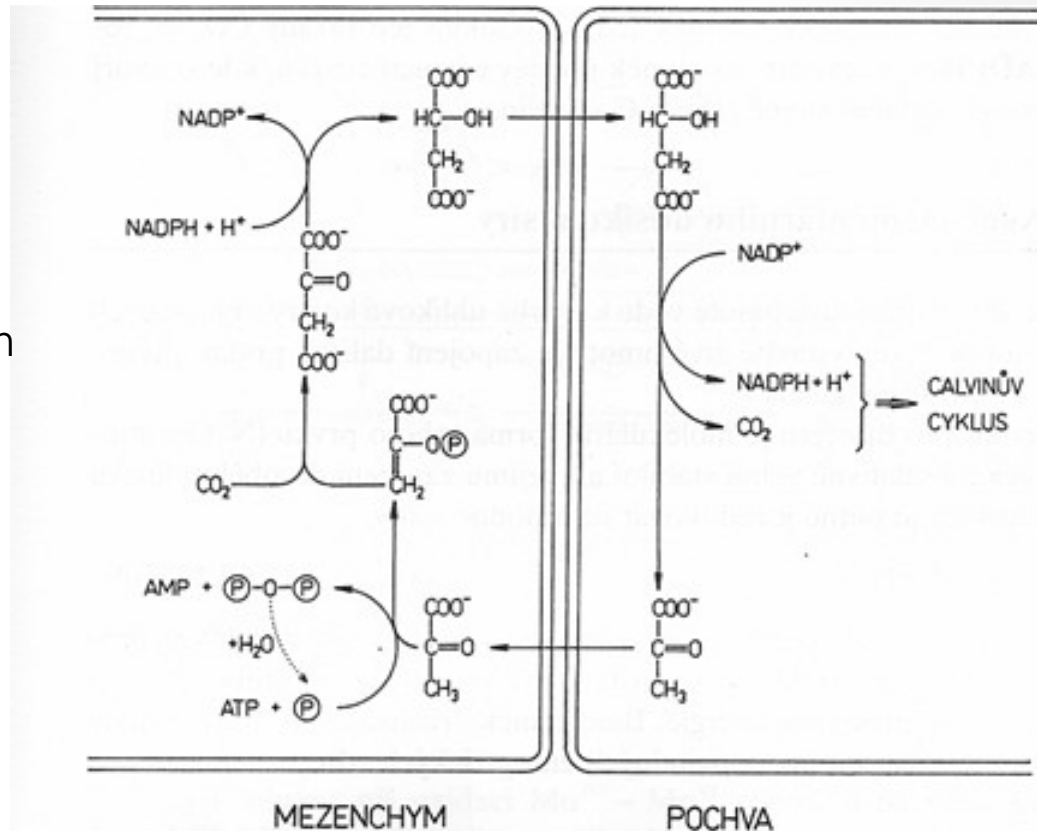 COO⁻
HC—OH
CH₂
COO⁻
COO⁻
HC—OH
CH₂
COO⁻
NADP⁺
NADPH + H⁺
COO⁻
C=O
CH₂
COO⁻
n
NADP⁺
NADPH + H⁺
CO₂
CALVINŮV
CYKLUS
COO⁻
C—OⓅ
CH₂
CO₂
AMP + Ⓟ-O-Ⓟ
+H₂O
ATP + Ⓟ
COO⁻
C=O
CH₃
COO⁻
C=O
CH₃
MEZENCHYM
POCHVA